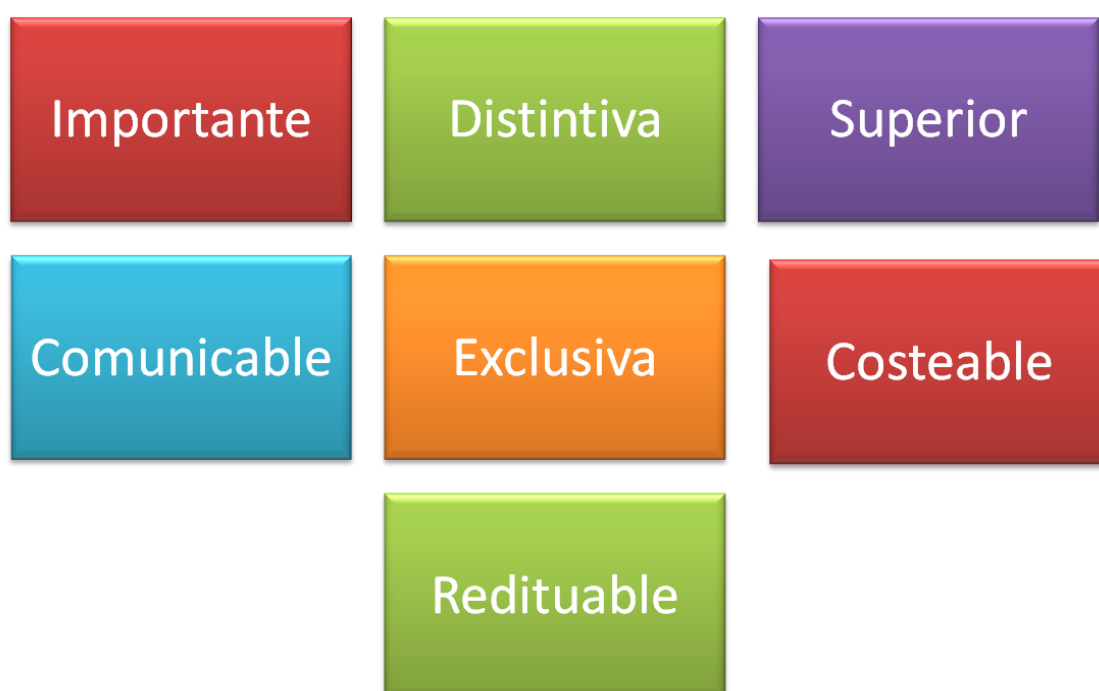 Importante
Distintiva
Superior
Comunicable
Exclusiva
Costeable
Redituable